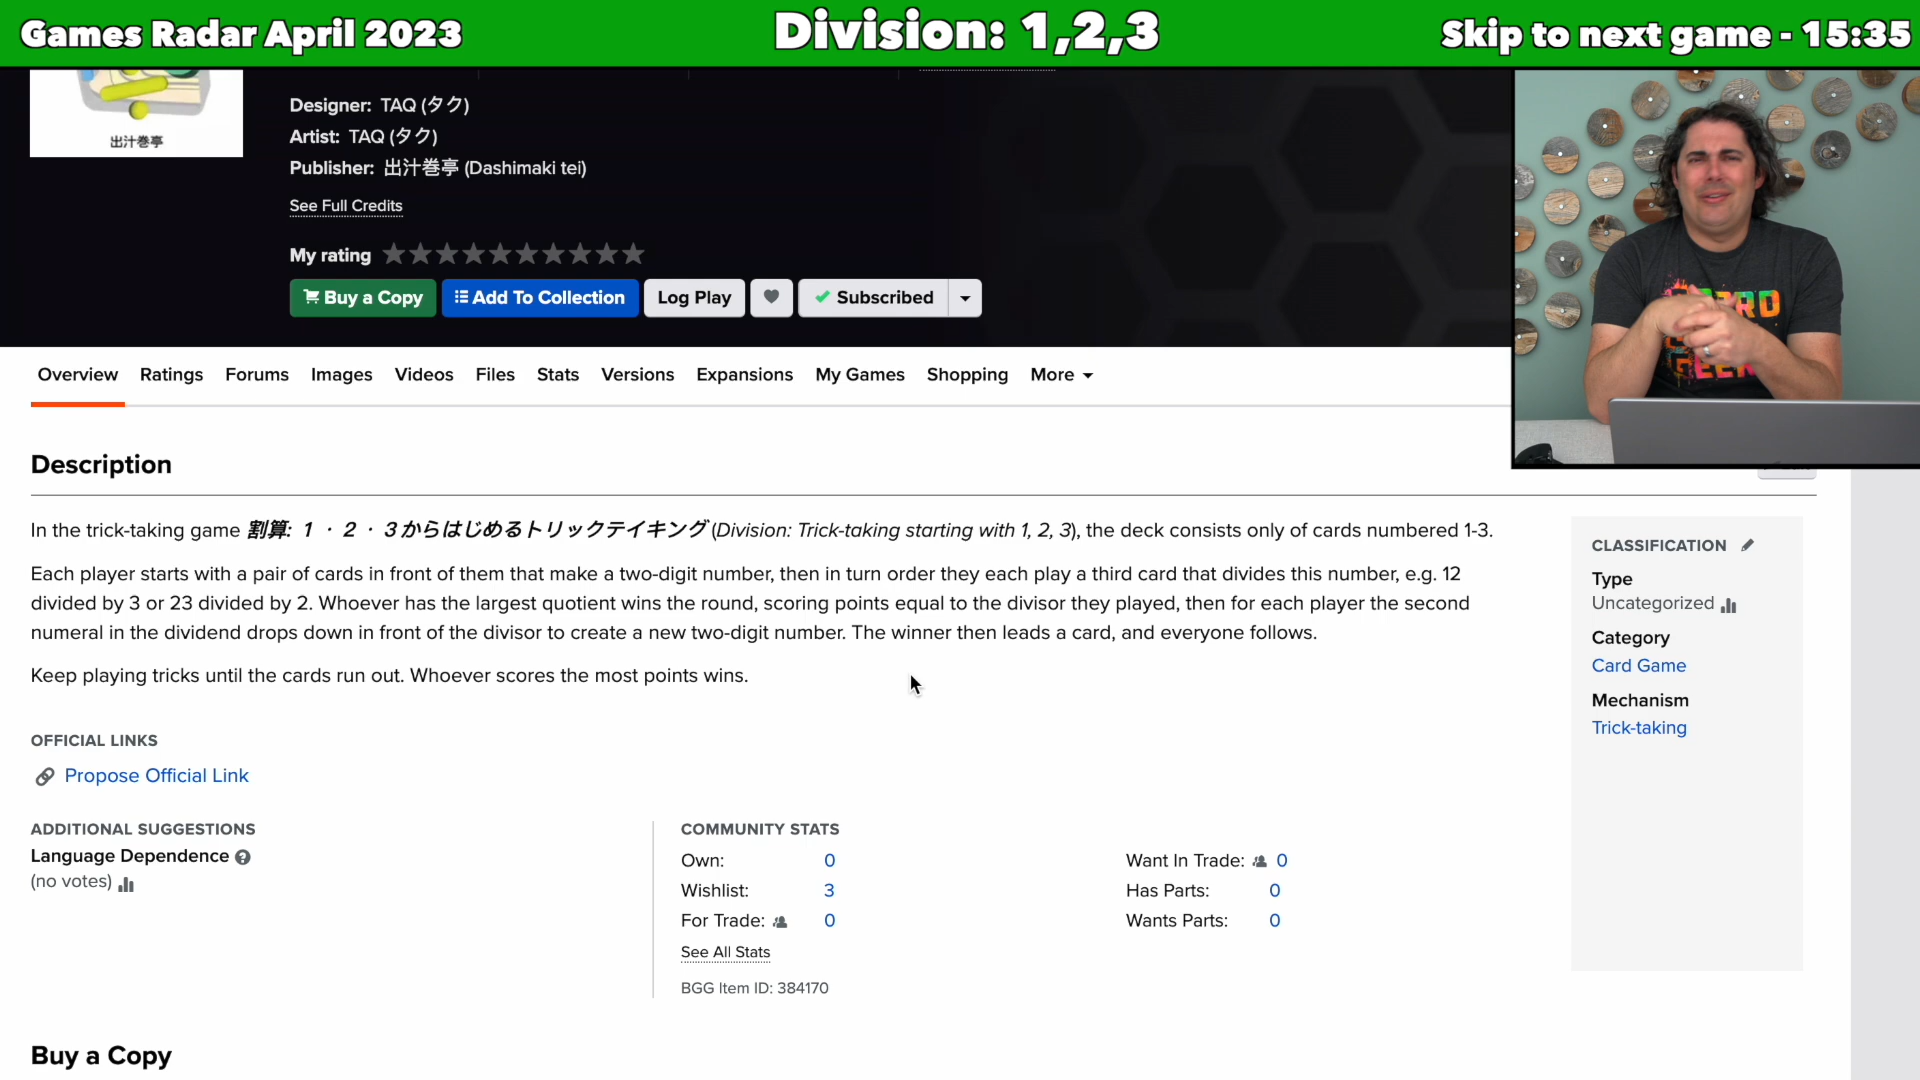 Games Radar April 2023
Division: 1,2,3
Skip to next game - 15:35
出汁巻亭
Designer: TAQ (タク)
Artist: TAQ (タク)
Publisher: 出汁巻亭 (Dashimaki tei)
See Full Credits
My rating
Buy a Copy
Add To Collection
Log Play
Subscribed
Overview
Ratings
Forums
Images
Videos
Files
Stats
Versions
Expansions
My Games
Shopping
More
Description
In the trick-taking game 割算: 1 ・ 2 ・ 3からはじめるトリックテイキング (Division: Trick-taking starting with 1, 2, 3), the deck consists only of cards numbered 1-3.
Each player starts with a pair of cards in front of them that make a two-digit number, then in turn order they each play a third card that divides this number, e.g. 12
divided by 3 or 23 divided by 2. Whoever has the largest quotient wins the round, scoring points equal to the divisor they played, then for each player the second
numeral in the dividend drops down in front of the divisor to create a new two-digit number. The winner then leads a card, and everyone follows.
Keep playing tricks until the cards run out. Whoever scores the most points wins.
CLASSIFICATION
Type
Uncategorized
Category
Card Game
Mechanism
Trick-taking
OFFICIAL LINKS
Propose Official Link
ADDITIONAL SUGGESTIONS
Language Dependence
(no votes)
COMMUNITY STATS
Own: 0
Wishlist: 3
For Trade: 0
See All Stats
BGG Item ID: 384170
Want In Trade: 0
Has Parts: 0
Wants Parts: 0
Buy a Copy